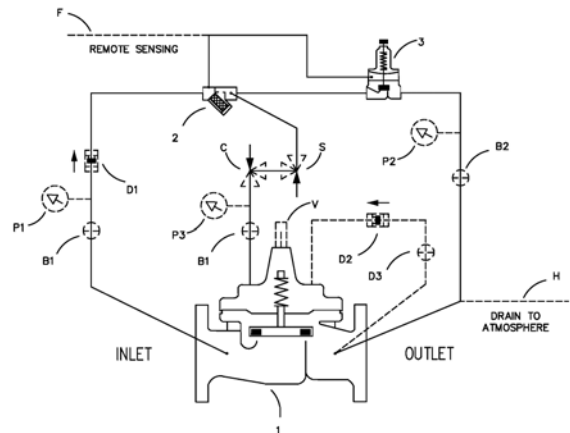 F
REMOTE SENSING
3
2
C
S
P2
B2
D1
P1
B1
P3
B1
V
D2
D3
H
DRAIN TO
ATMOSPHERE
INLET
OUTLET
1